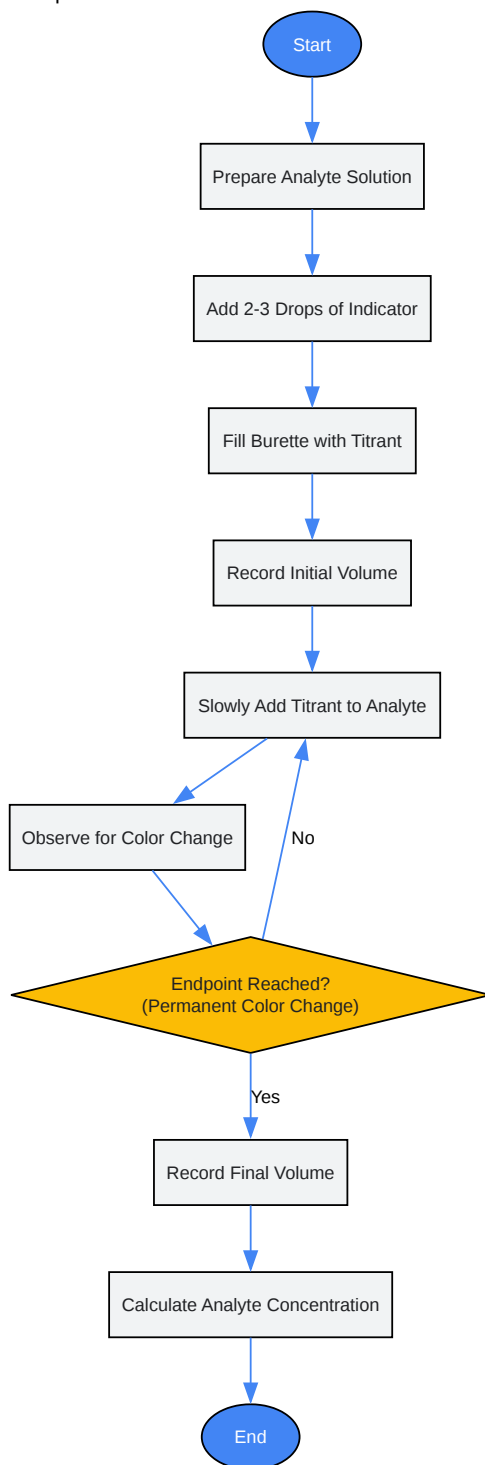 Start
Prepare Analyte Solution
Add 2-3 Drops of Indicator
Fill Burette with Titrant
Record Initial Volume
Slowly Add Titrant to Analyte
Observe for Color Change
No
Endpoint Reached?
(Permanent Color Change)
Yes
Record Final Volume
Calculate Analyte Concentration
End